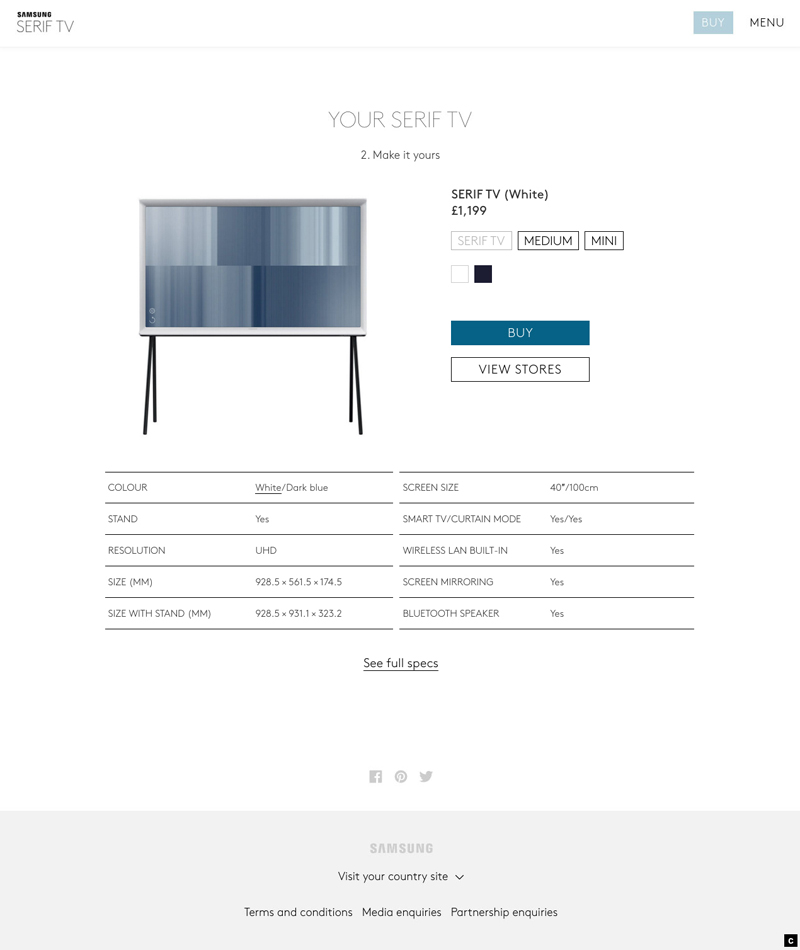 SAMSUNG
SERIF TV
BUY
MENU
YOUR SERIF TV
2. Make it yours
SERIF TV (White)
£1,199
SERIF TV
MEDIUM
MINI
BUY
VIEW STORES
COLOUR White/Dark blue
STAND Yes
RESOLUTION UHD
SIZE (MM) 928.5 × 561.5 × 174.5
SIZE WITH STAND (MM) 928.5 × 931.1 × 323.2
SCREEN SIZE 40″/100cm
SMART TV/CURTAIN MODE Yes/Yes
WIRELESS LAN BUILT-IN Yes
SCREEN MIRRORING Yes
BLUETOOTH SPEAKER Yes
See full specs
SAMSUNG
Visit your country site
Terms and conditions Media enquiries Partnership enquiries
C